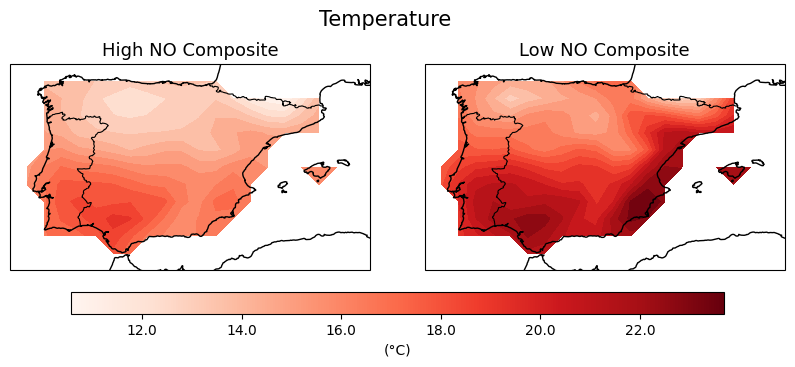 Temperature
High NO Composite
Low NO Composite
12.0 14.0 16.0 18.0 20.0 22.0
(°C)